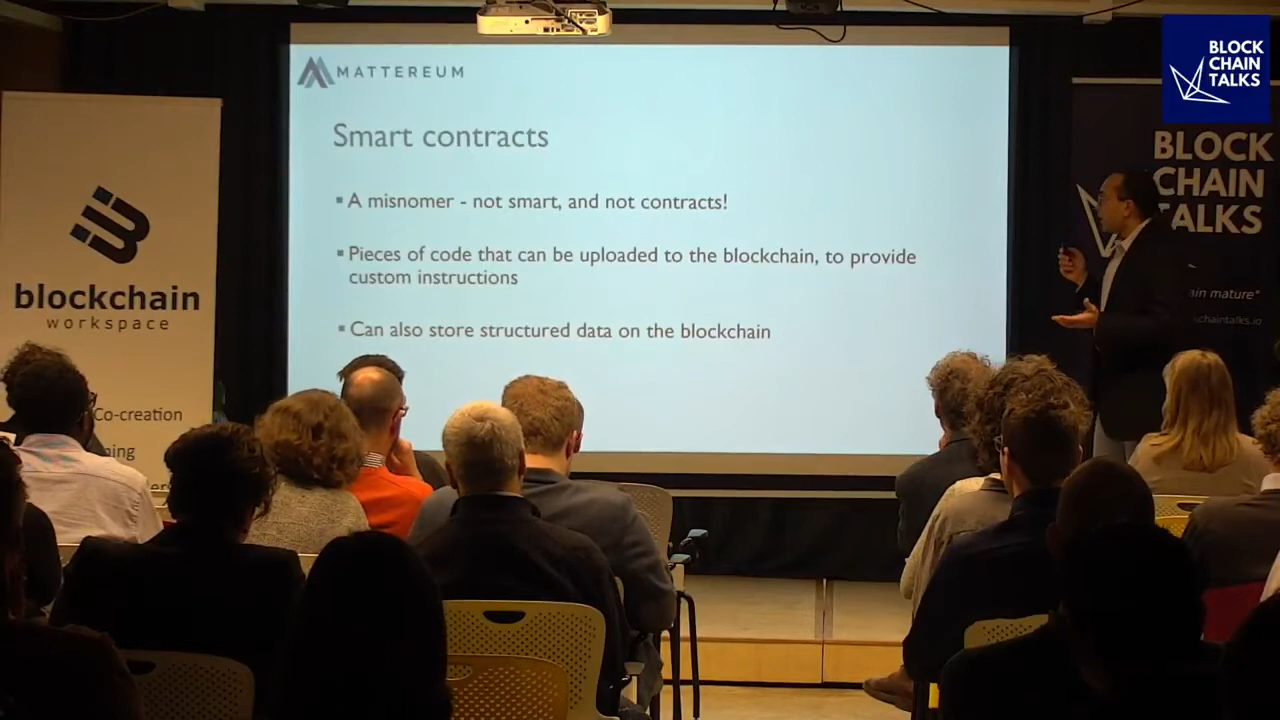 MATTEREUM
Smart contracts
▪ A misnomer - not smart, and not contracts!
▪ Pieces of code that can be uploaded to the blockchain, to provide
custom instructions
▪ Can also store structured data on the blockchain
blockchain
workspace
Co-creation
BLOCK
CHAIN
TALKS
BLOCK
CHAIN
TALKS
mature"